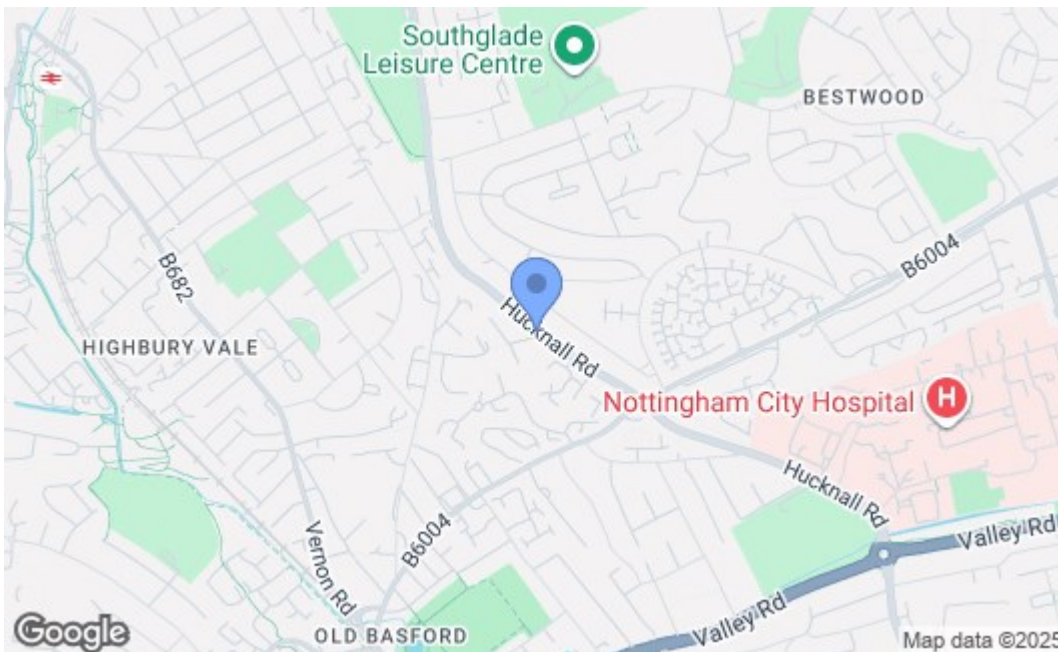 Southglade
Leisure Centre
BESTWOOD
B682
B6004
Hucknall Rd
HIGHBURY VALE
Nottingham City Hospital
H
Hucknall Rd
Vernon Rd
B6004
Valley Rd
Valley Rd
OLD BASFORD
Google
Map data ©2025